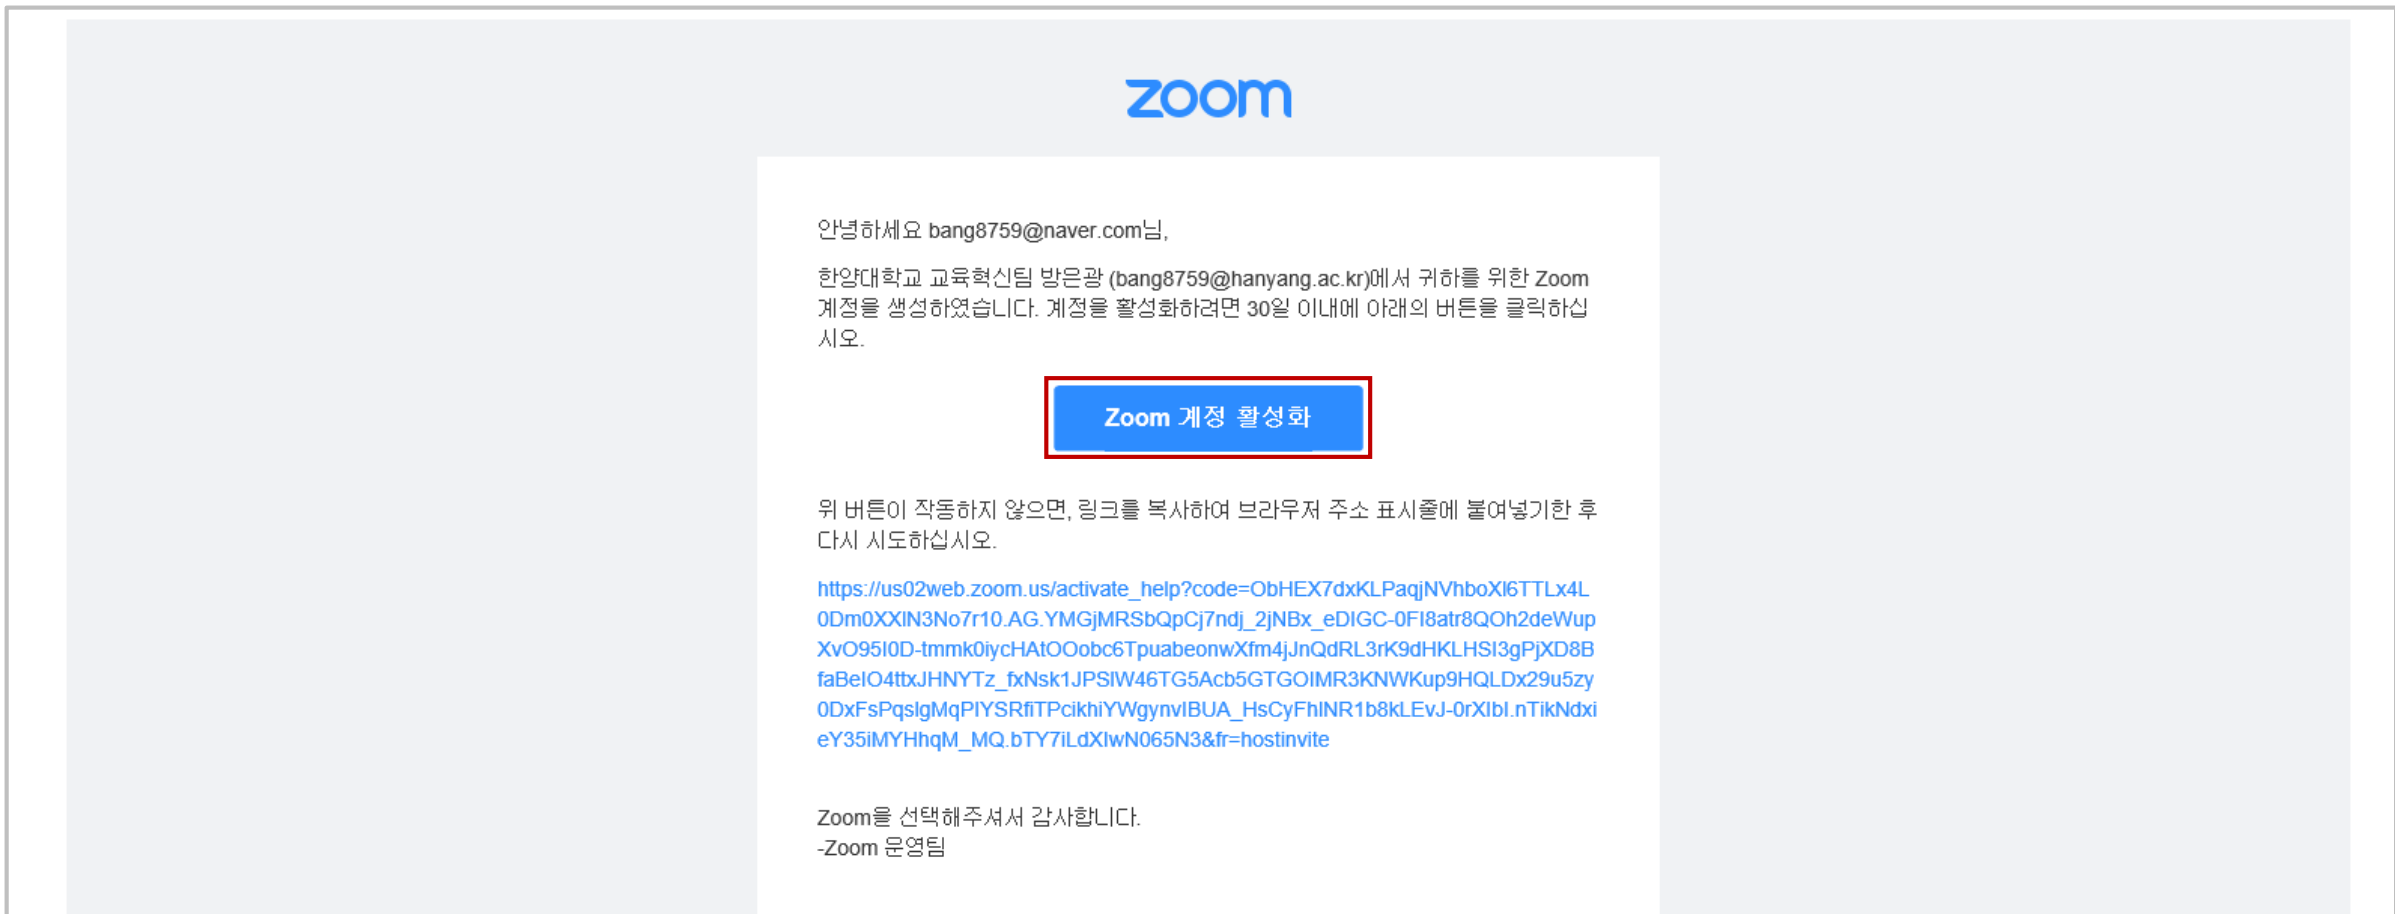 zoom
안녕하세요 bang8759@naver.com님,
한양대학교 교육혁신팀 방은광 (bang8759@hanyang.ac.kr)에서 귀하를 위한 Zoom
계정을 생성하였습니다. 계정을 활성화하려면 30일 이내에 아래의 버튼을 클릭하십
시오.
Zoom 계정 활성화
위 버튼이 작동하지 않으면, 링크를 복사하여 브라우저 주소 표시줄에 붙여넣기한 후
다시 시도하십시오.
https://us02web.zoom.us/activate_help?code=ObHEX7dxKLPaqjNVhboXl6TTLx4L
0Dm0XXlN3No7r10.AG.YMGjMRSbQpCj7ndj_2jNBx_eDIGC-0FI8atr8QOh2deWup
XvO95I0D-tmmk0iycHAtOOobc6TpuabeonwXfm4jJnQdRL3rK9dHKLHSI3gPjXD8B
faBeIO4ttxJHNYTz_fxNsk1JPSlW46TG5Acb5GTGOIMR3KNWKup9HQLDx29u5zy
0DxFsPqslgMqPIYSRfiTPcikhiYWgynvIBUA_HsCyFhlNR1b8kLEvJ-0rXIbI.nTikNdxi
eY35iMYHhqM_MQ.bTY7iLdXIwN065N3&fr=hostinvite
Zoom을 선택해주셔서 감사합니다.
-Zoom 운영팀